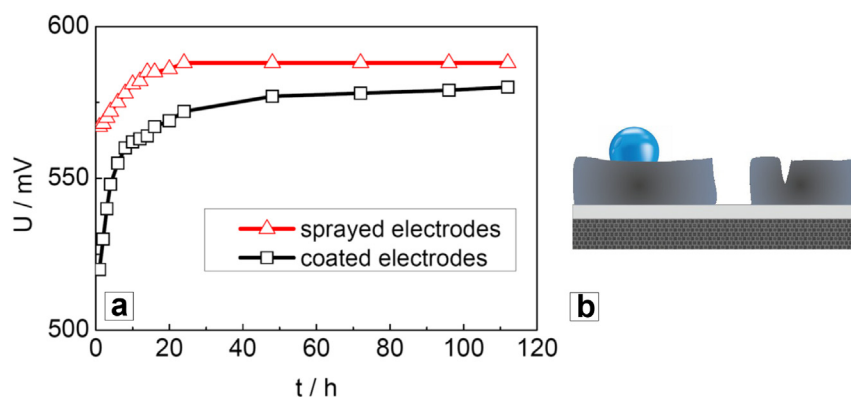 600
550
500
U / mV
sprayed electrodes
coated electrodes
a
0 20 40 60 80 100 120
t / h
b